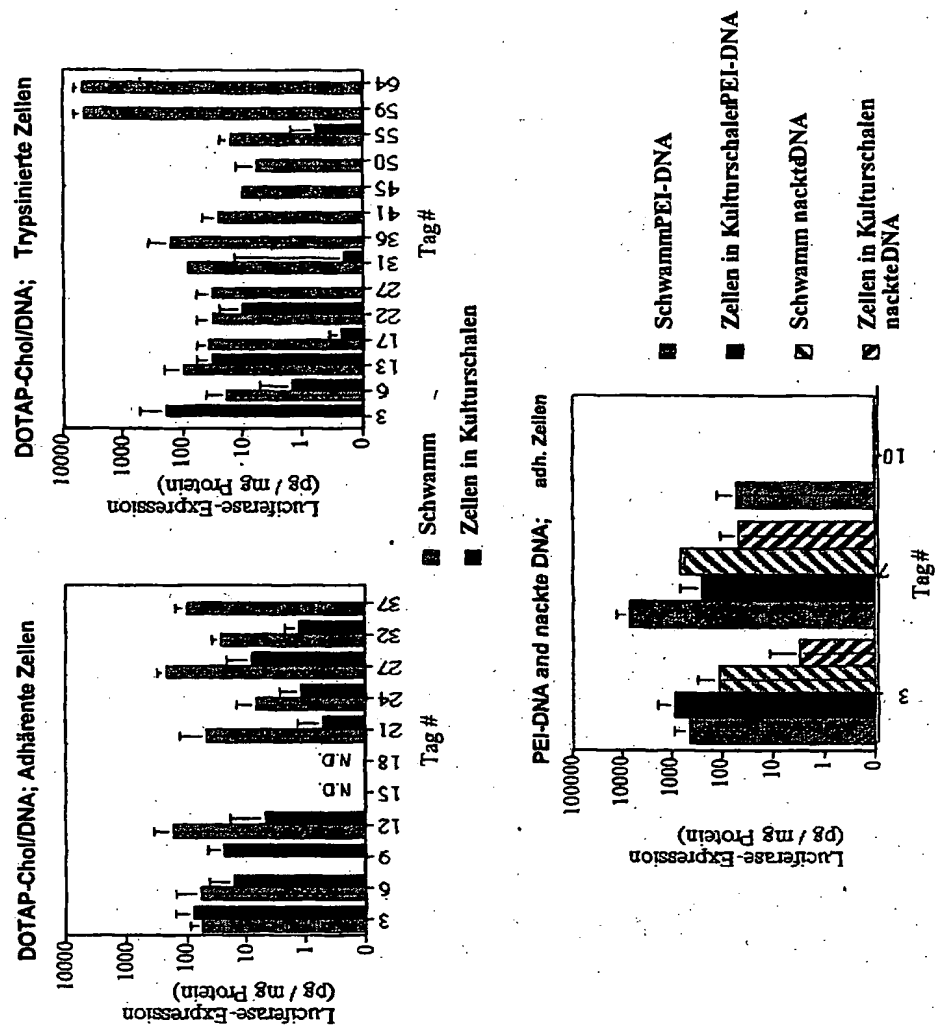 DOTAP-Chol/DNA; Adhärente Zellen
Luciferase-Expression
(pg / mg Protein)
10000
1000
100
10
1
0
3
6
9
12
15
18
21
24
27
32
37
N.D.
N.D.
Tag#
DOTAP-Chol/DNA; Trypsinierte Zellen
Luciferase-Expression
(pg / mg Protein)
10000
1000
100
10
1
0
3
6
13
17
22
27
31
36
41
45
50
55
59
64
Tag#
Schwamm
Zellen in Kulturschalen
PEI-DNA and nackte DNA; adh. Zellen
Luciferase-Expression
(pg / mg Protein)
100000
10000
1000
100
10
1
0
3
7
10
Tag#
SchwammPEI-DNA
Zellen in KulturschalenPEI-DNA
Schwamm nackteDNA
Zellen in Kulturschalen
nackteDNA